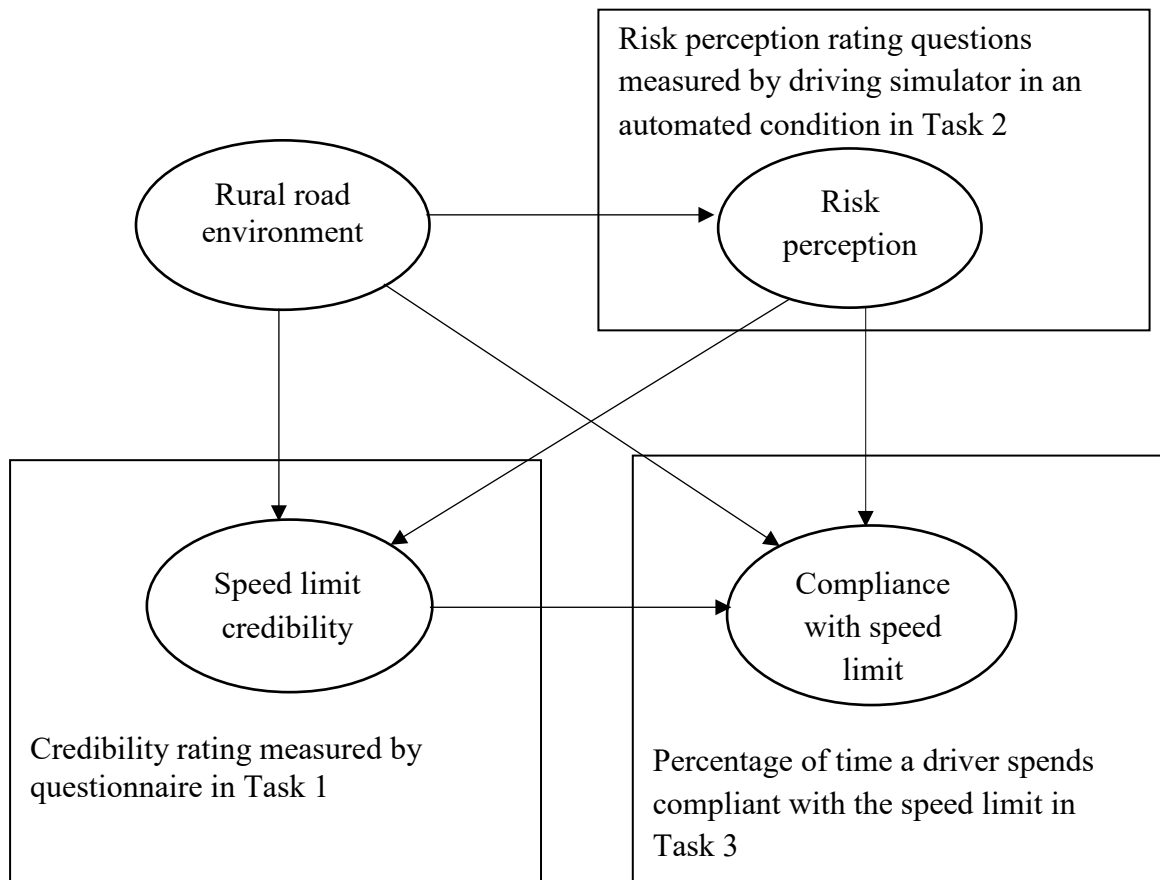 Risk perception rating questions
measured by driving simulator in an
automated condition in Task 2
Rural road
environment
Risk
perception
Speed limit
credibility
Compliance
with speed
limit
Credibility rating measured by
questionnaire in Task 1
Percentage of time a driver spends
compliant with the speed limit in
Task 3